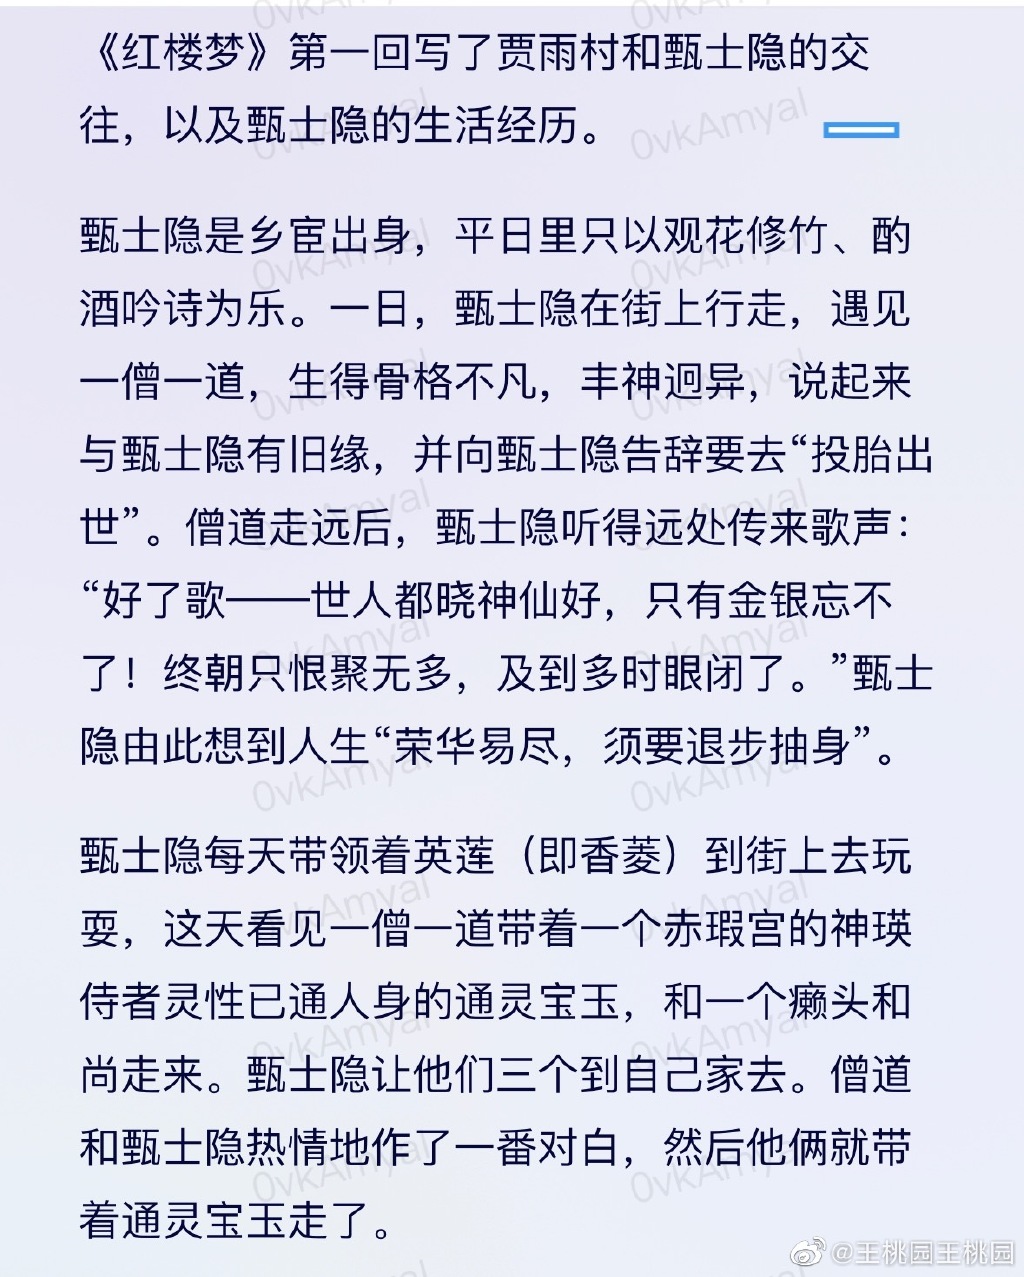 《红楼梦》第一回写了贾雨村和甄士隐的交
往，以及甄士隐的生活经历。
甄士隐是乡宦出身，平日里只以观花修竹、酌
酒吟诗为乐。一日，甄士隐在街上行走，遇见
一僧一道，生得骨格不凡，丰神迥异，说起来
与甄士隐有旧缘，并向甄士隐告辞要去“投胎出
世”。僧道走远后，甄士隐听得远处传来歌声：
“好了歌——世人都晓神仙好，只有金银忘不
了！终朝只恨聚无多，及到多时眼闭了。”甄士
隐由此想到人生“荣华易尽，须要退步抽身”。
甄士隐每天带领着英莲（即香菱）到街上去玩
耍，这天看见一僧一道带着一个赤瑕宫的神瑛
侍者灵性已通人身的通灵宝玉，和一个癞头和
尚走来。甄士隐让他们三个到自己家去。僧道
和甄士隐热情地作了一番对白，然后他俩就带
着通灵宝玉走了。
@王桃园王桃园
0vkAmyal